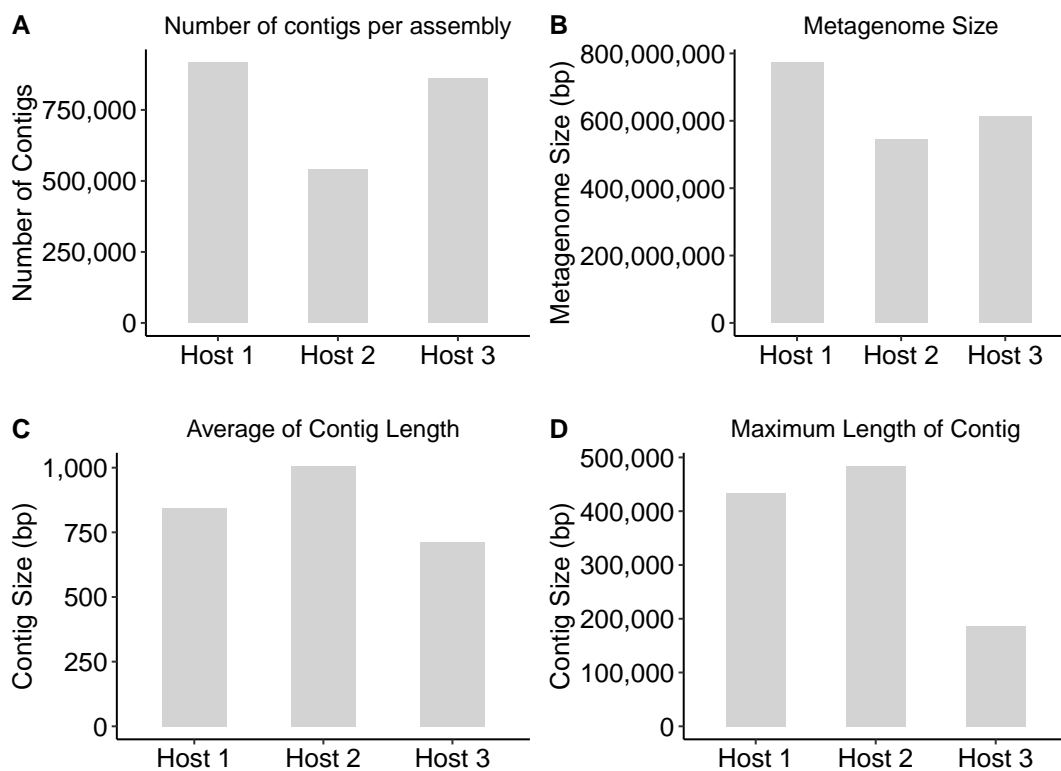 A
Number of contigs per assembly
Number of Contigs
750,000
500,000
250,000
0
Host 1 Host 2 Host 3
B
Metagenome Size
Metagenome Size (bp)
800,000,000
600,000,000
400,000,000
200,000,000
0
Host 1 Host 2 Host 3
C
Average of Contig Length
Contig Size (bp)
1,000
750
500
250
0
Host 1 Host 2 Host 3
D
Maximum Length of Contig
Contig Size (bp)
500,000
400,000
300,000
200,000
100,000
0
Host 1 Host 2 Host 3